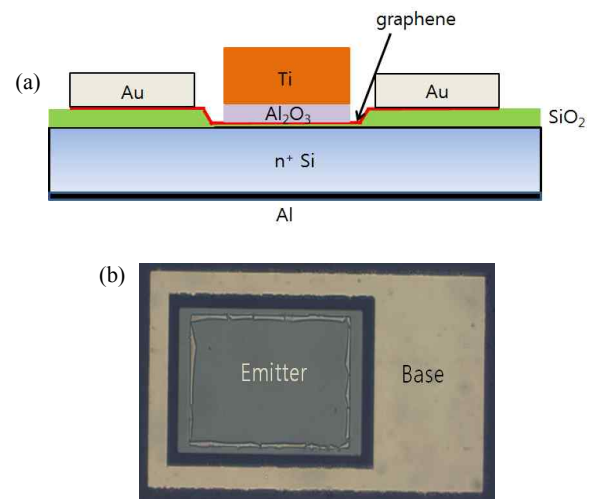 graphene
(a)
Ti
Au
Au
Al₂O₃
SiO₂
n⁺ Si
Al
(b)
Emitter
Base